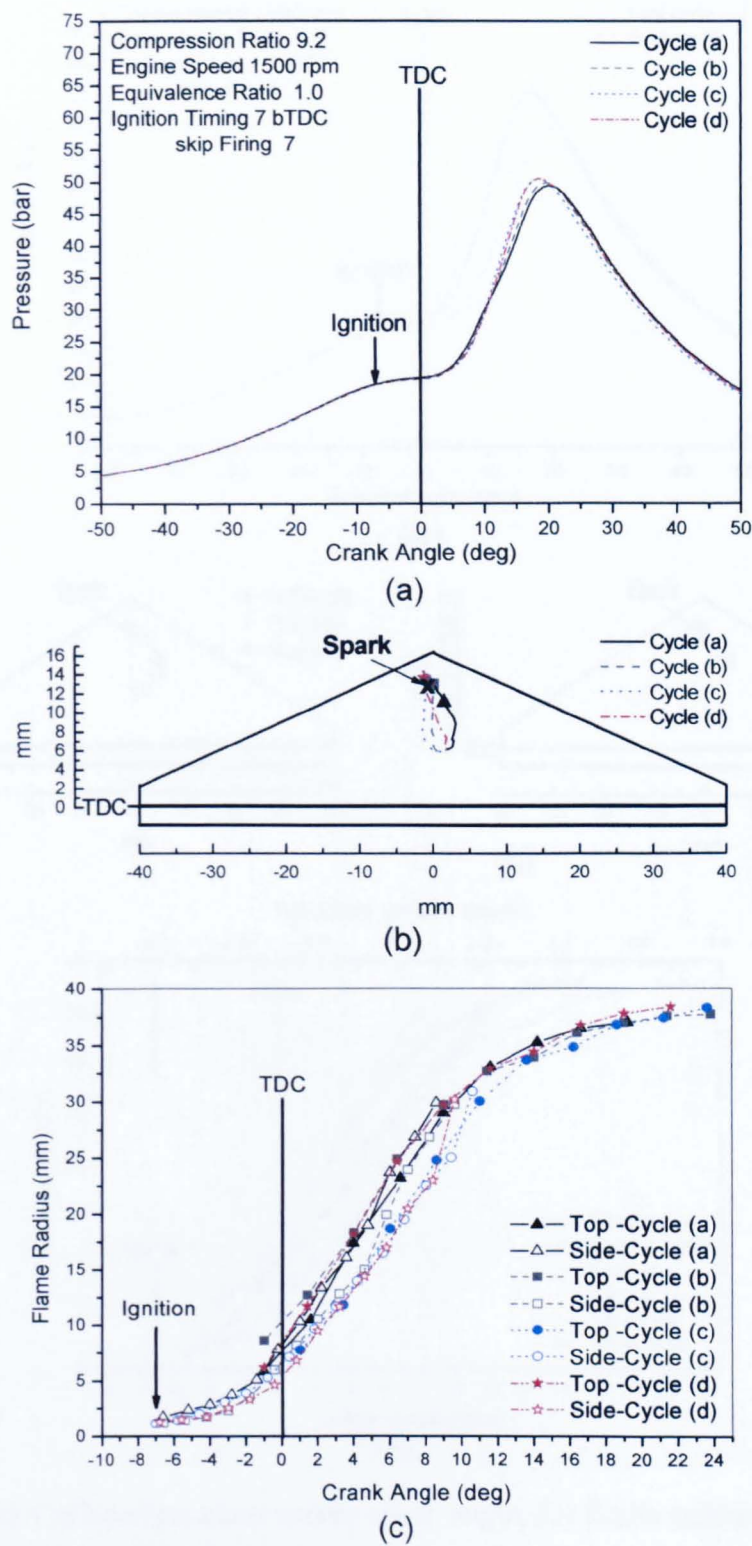 75
70
65
60
55
50
45
40
35
30
25
20
15
10
5
0
Pressure (bar)
Compression Ratio 9.2
Engine Speed 1500 rpm
Equivalence Ratio 1.0
Ignition Timing 7 bTDC
skip Firing 7
TDC
Cycle (a)
Cycle (b)
Cycle (c)
Cycle (d)
Ignition
-50 -40 -30 -20 -10 0 10 20 30 40 50
Crank Angle (deg)
(a)
16
14
12
10
8
6
4
2
0
mm
Spark
Cycle (a)
Cycle (b)
Cycle (c)
Cycle (d)
TDC
-40 -30 -20 -10 0 10 20 30 40
mm
(b)
40
35
30
25
20
15
10
5
0
Flame Radius (mm)
TDC
Ignition
Top -Cycle (a)
Side-Cycle (a)
Top -Cycle (b)
Side-Cycle (b)
Top -Cycle (c)
Side-Cycle (c)
Top -Cycle (d)
Side-Cycle (d)
-10 -8 -6 -4 -2 0 2 4 6 8 10 12 14 16 18 20 22 24
Crank Angle (deg)
(c)